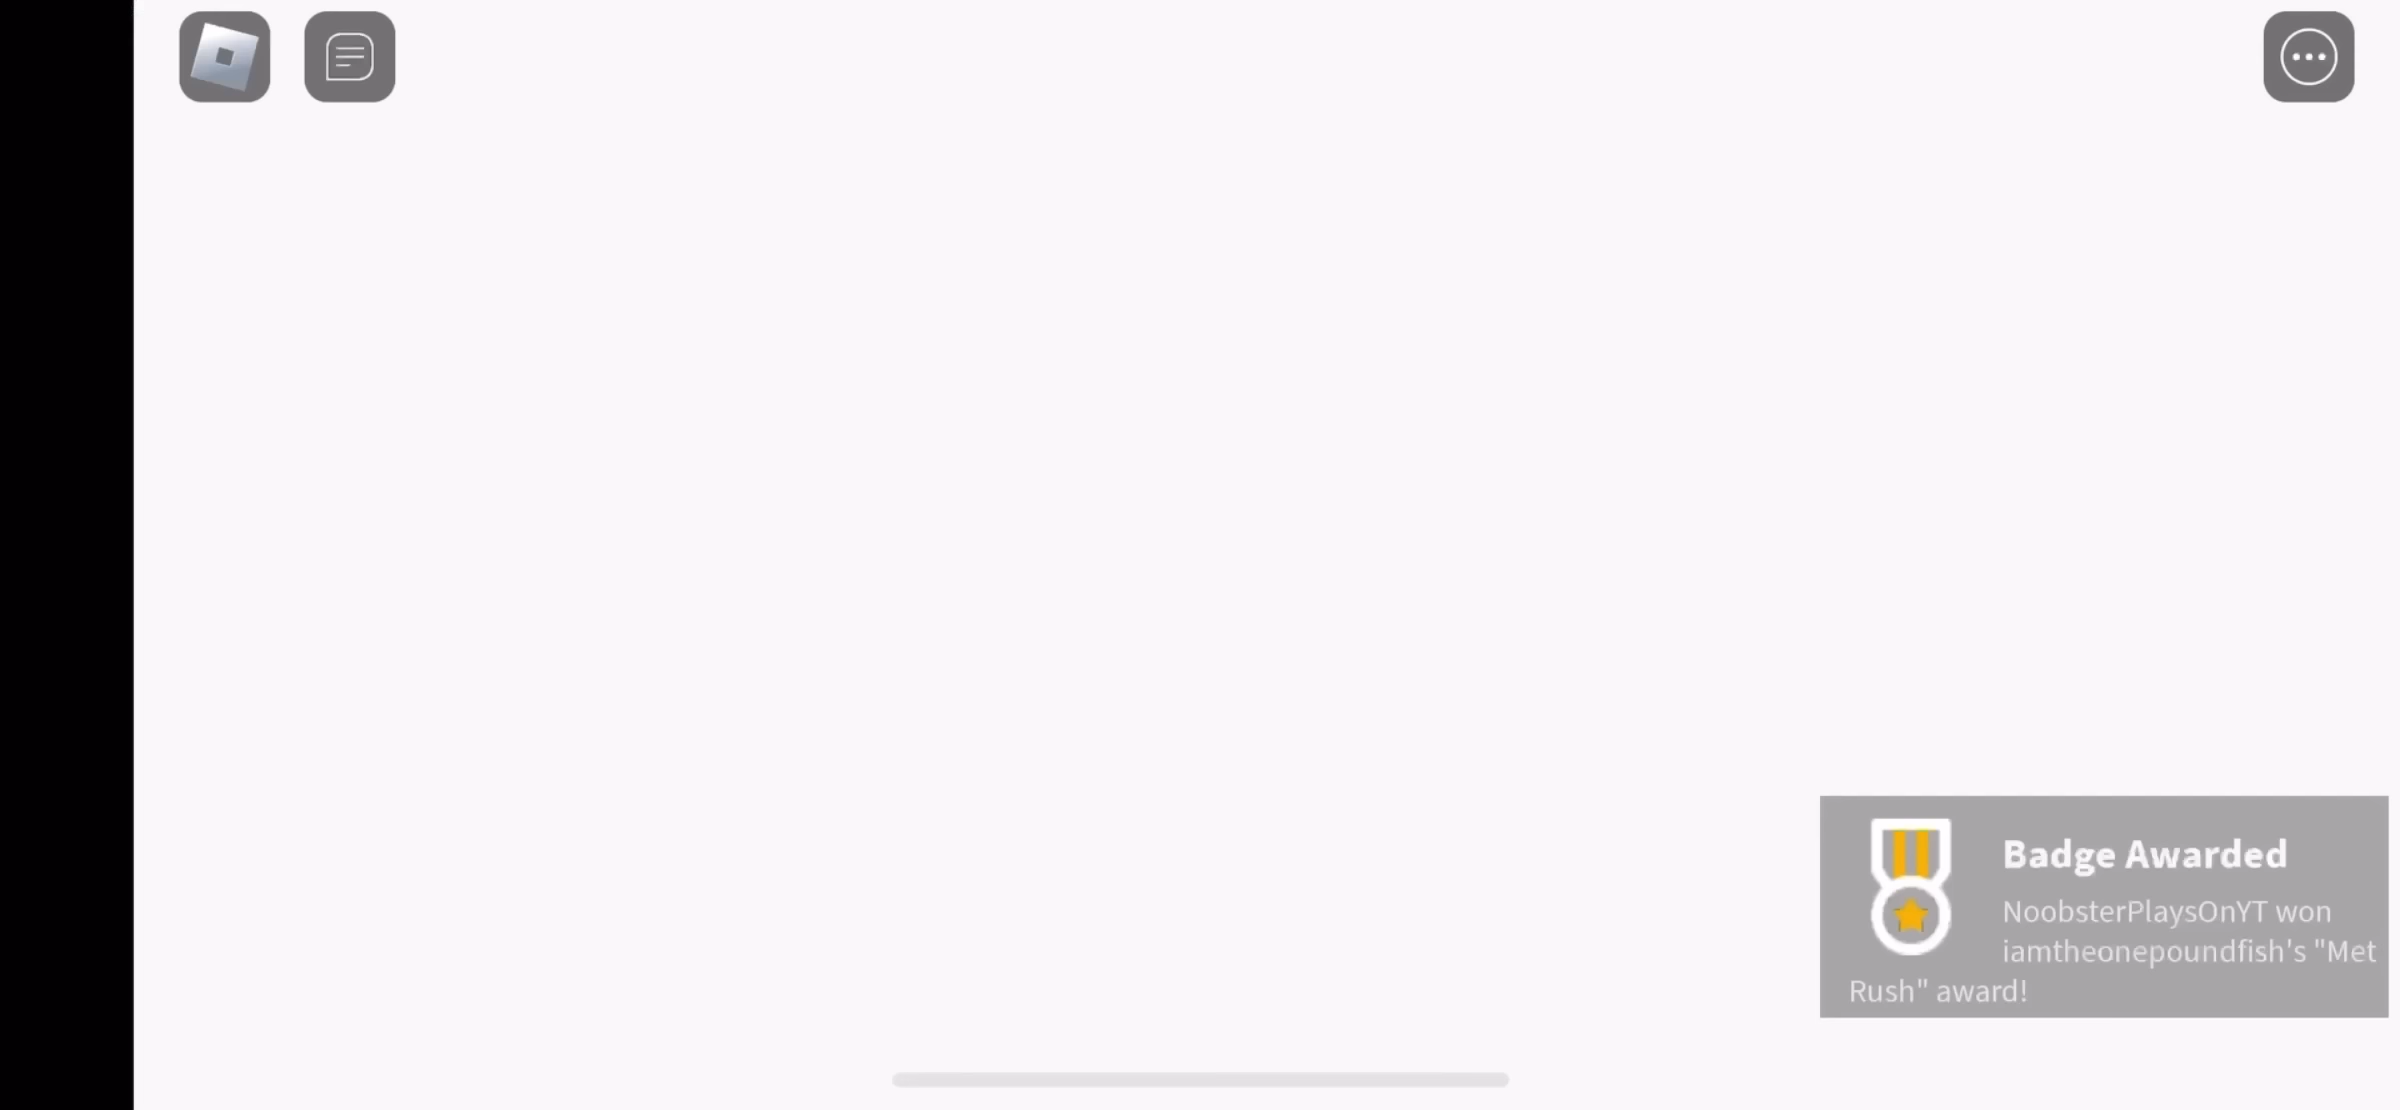 Badge Awarded
NoobsterPlaysOnYT won
iamtheonepoundfish's "Met
Rush" award!